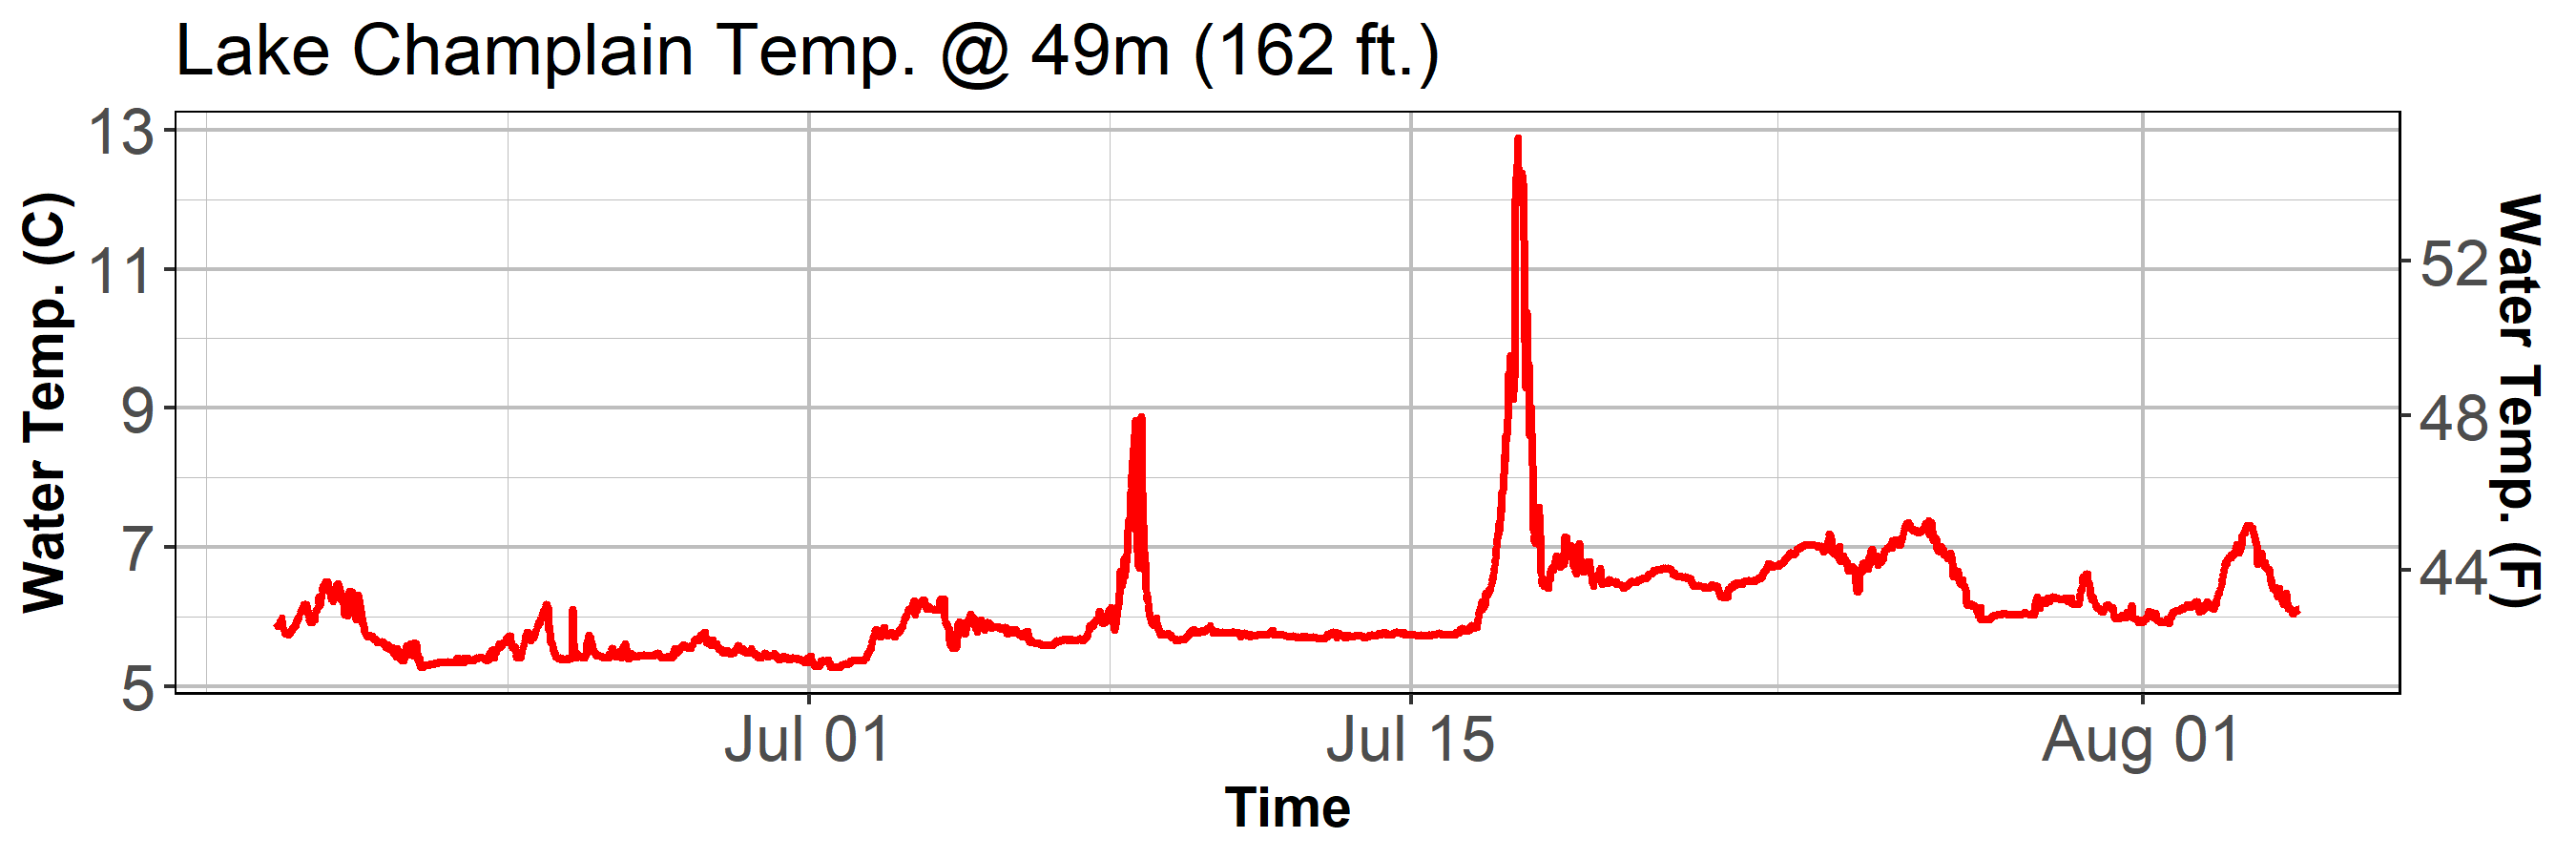 Lake Champlain Temp. @ 49m (162 ft.)
Water Temp. (C)
13
11
9
7
5
52
48
44
Water Temp. (F)
Jul 01
Jul 15
Aug 01
Time